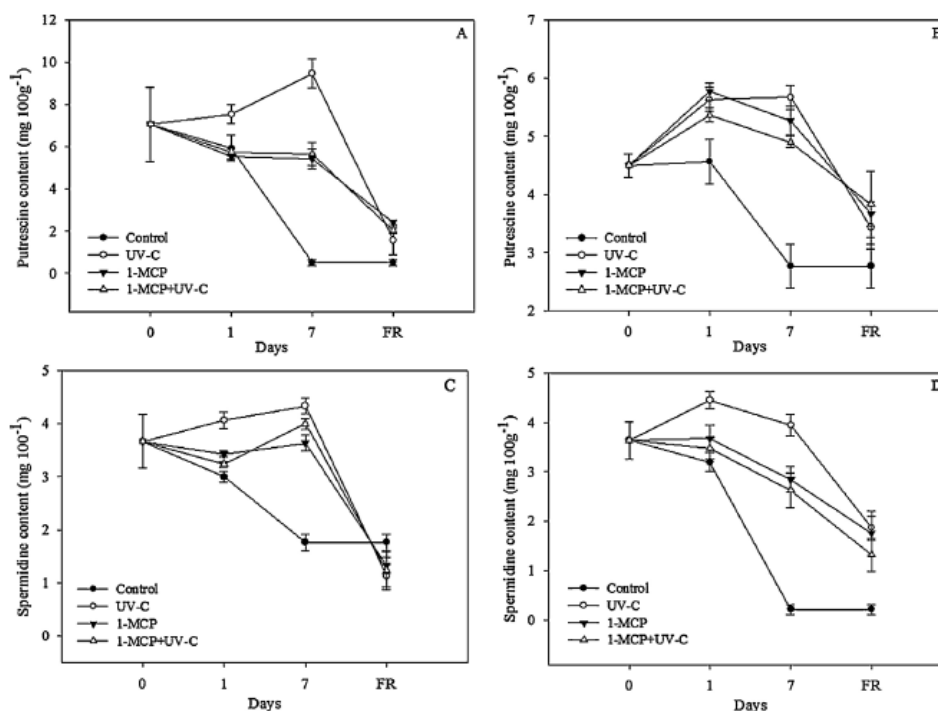 A
12
10
8
6
4
2
0
Putrescine content (mg 100g-1)
Control
UV-C
1-MCP
1-MCP+UV-C
0 1 7 FR
Days
B
7
6
5
4
3
2
Putrescine content (mg 100g-1)
Control
UV-C
1-MCP
1-MCP+UV-C
0 1 7 FR
Days
C
5
4
3
2
1
0
Spermidine content (mg 100-1)
Control
UV-C
1-MCP
1-MCP+UV-C
0 1 7 FR
Days
D
5
4
3
2
1
0
Spermidine content (mg 100g-1)
Control
UV-C
1-MCP
1-MCP+UV-C
0 1 7 FR
Days